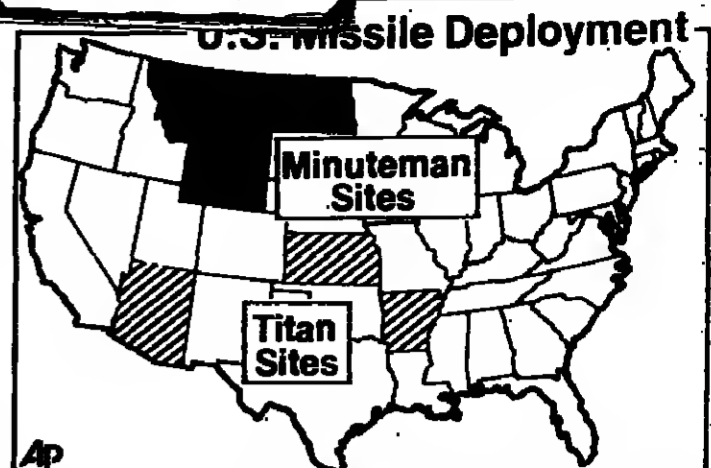 U.S. Missile Deployment
Minuteman
Sites
Titan
Sites
AP